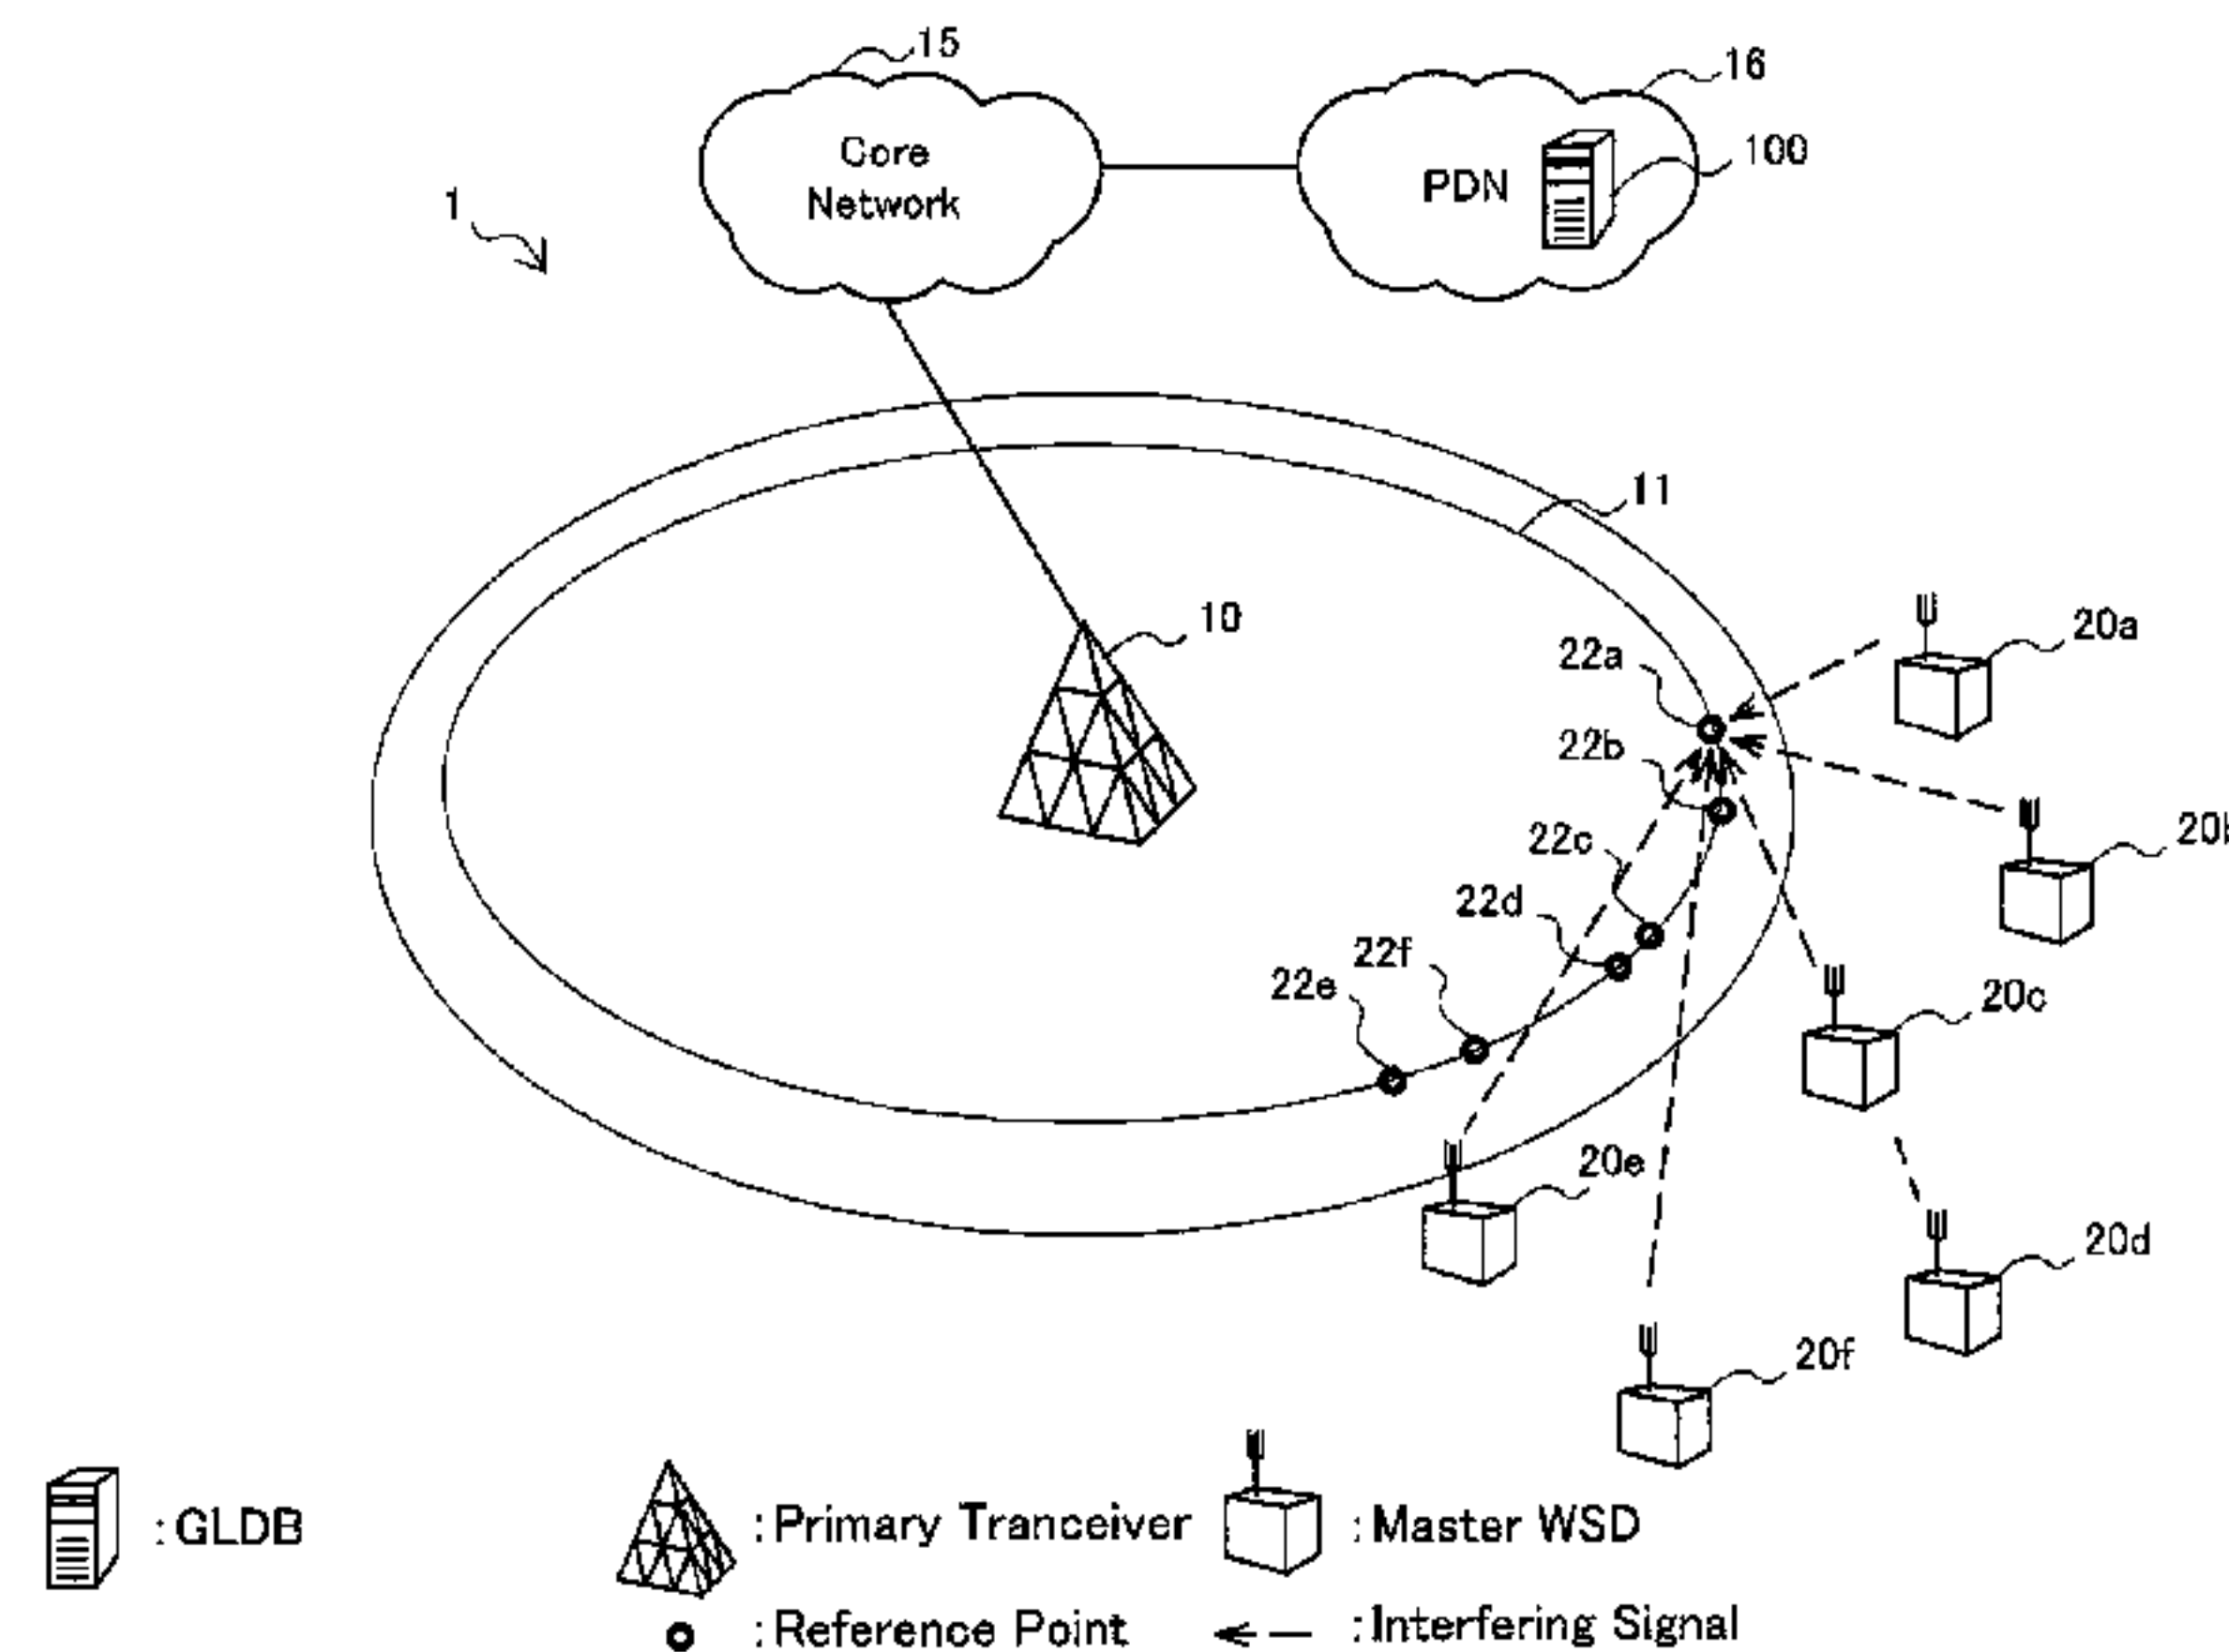 15
16
Core
Network
PDN
100
1
11
10
20a
22a
22b
20b
22c
22d
22f
22e
20c
20e
20d
20f
:GLDB
:Primary Tranceiver
:Master WSD
:Reference Point
:Interfering Signal